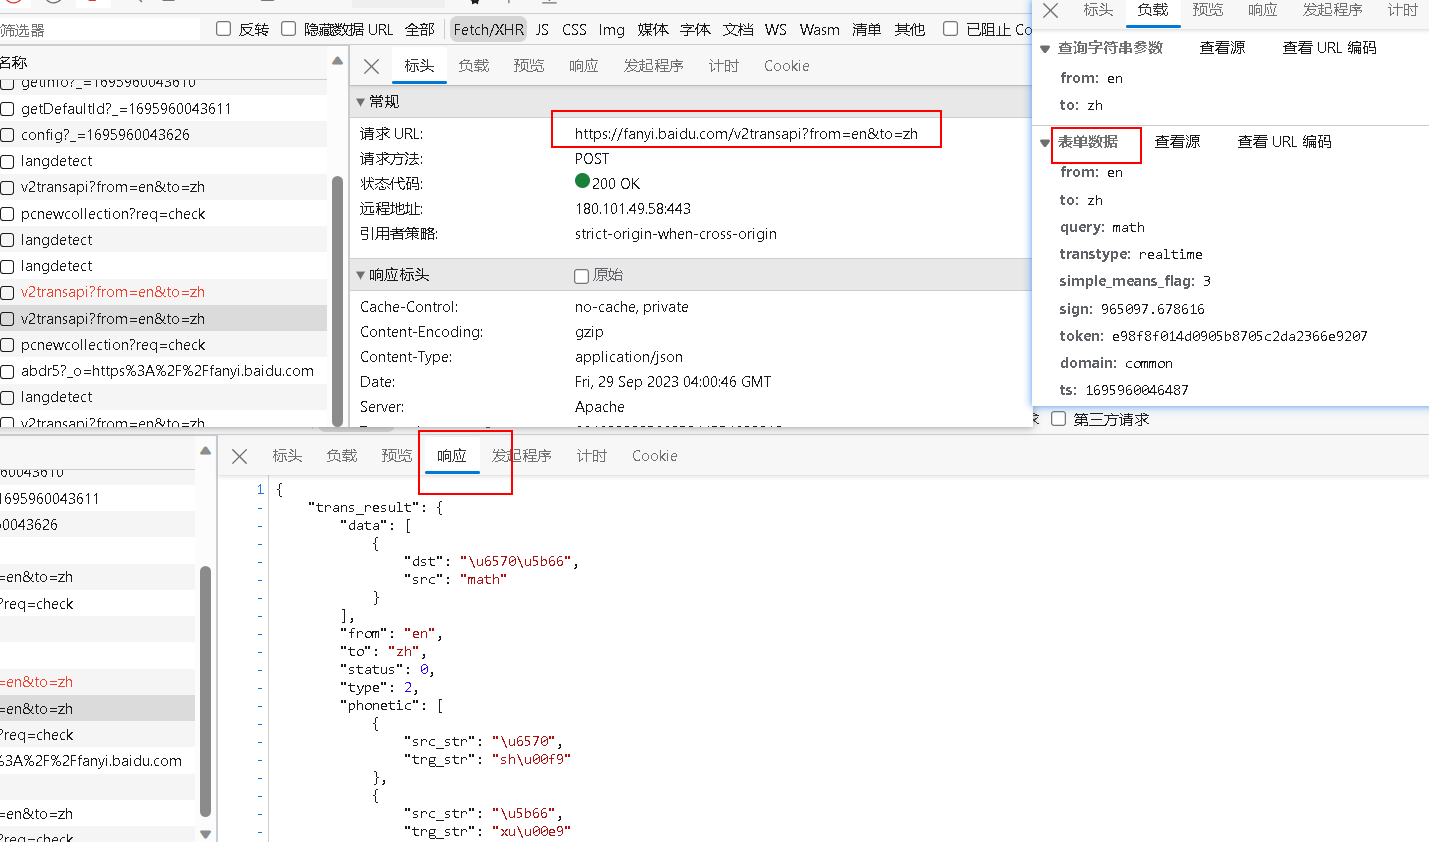 筛选器
反转
隐藏数据 URL
全部
Fetch/XHR
JS
CSS
Img
媒体
字体
文档
WS
Wasm
清单
其他
已阻止 Co
名称
getInfo?_=1695960043610
getDefaultId?_=1695960043611
config?_=1695960043626
langdetect
v2transapi?from=en&to=zh
pcnewcollection?req=check
langdetect
langdetect
v2transapi?from=en&to=zh
v2transapi?from=en&to=zh
pcnewcollection?req=check
abdr5?_o=https%3A%2F%2Ffanyi.baidu.com
langdetect
v2transapi?from=en&to=zh
标头 负载 预览 响应 发起程序 计时 Cookie
常规
请求 URL: https://fanyi.baidu.com/v2transapi?from=en&to=zh
请求方法: POST
状态代码: 200 OK
远程地址: 180.101.49.58:443
引用者策略: strict-origin-when-cross-origin
响应标头 原始
Cache-Control: no-cache, private
Content-Encoding: gzip
Content-Type: application/json
Date: Fri, 29 Sep 2023 04:00:46 GMT
Server: Apache
标头 负载 预览 响应 发起程序 计时
查询字符串参数 查看源 查看 URL 编码
from: en
to: zh
表单数据 查看源 查看 URL 编码
from: en
to: zh
query: math
transtype: realtime
simple_means_flag: 3
sign: 965097.678616
token: e98f8f014d0905b8705c2da2366e9207
domain: common
ts: 1695960046487
第三方请求
60043610
1695960043611
60043626
=en&to=zh
?req=check
=en&to=zh
=en&to=zh
?req=check
%3A%2F%2Ffanyi.baidu.com
=en&to=zh
?req=check
标头 负载 预览 响应 发起程序 计时 Cookie
1 {
"trans_result": {
"data": [
{
"dst": "\u6570\u5b66",
"src": "math"
}
],
"from": "en",
"to": "zh",
"status": 0,
"type": 2,
"phonetic": [
{
"src_str": "\u6570",
"trg_str": "sh\u00f9"
},
{
"src_str": "\u5b66",
"trg_str": "xu\u00e9"